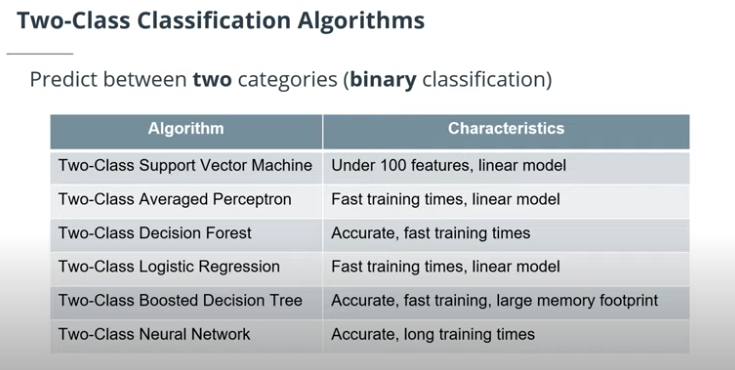 Two-Class Classification Algorithms
Predict between two categories (binary classification)
Algorithm Characteristics
Two-Class Support Vector Machine Under 100 features, linear model
Two-Class Averaged Perceptron Fast training times, linear model
Two-Class Decision Forest Accurate, fast training times
Two-Class Logistic Regression Fast training times, linear model
Two-Class Boosted Decision Tree Accurate, fast training, large memory footprint
Two-Class Neural Network Accurate, long training times